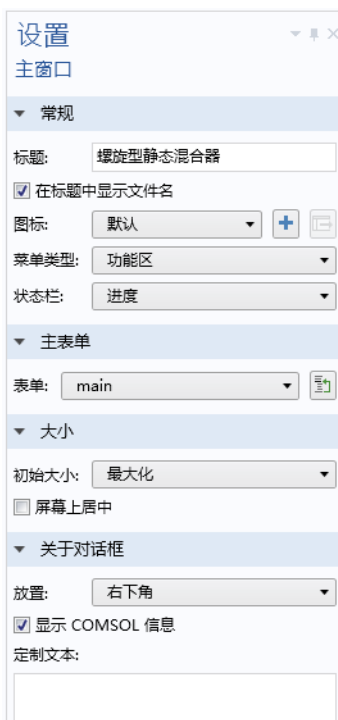 设置
主窗口
常规
标题: 螺旋型静态混合器
在标题中显示文件名
图标: 默认
菜单类型: 功能区
状态栏: 进度
主表单
表单: main
大小
初始大小: 最大化
屏幕上居中
关于对话框
放置: 右下角
显示 COMSOL 信息
定制文本: